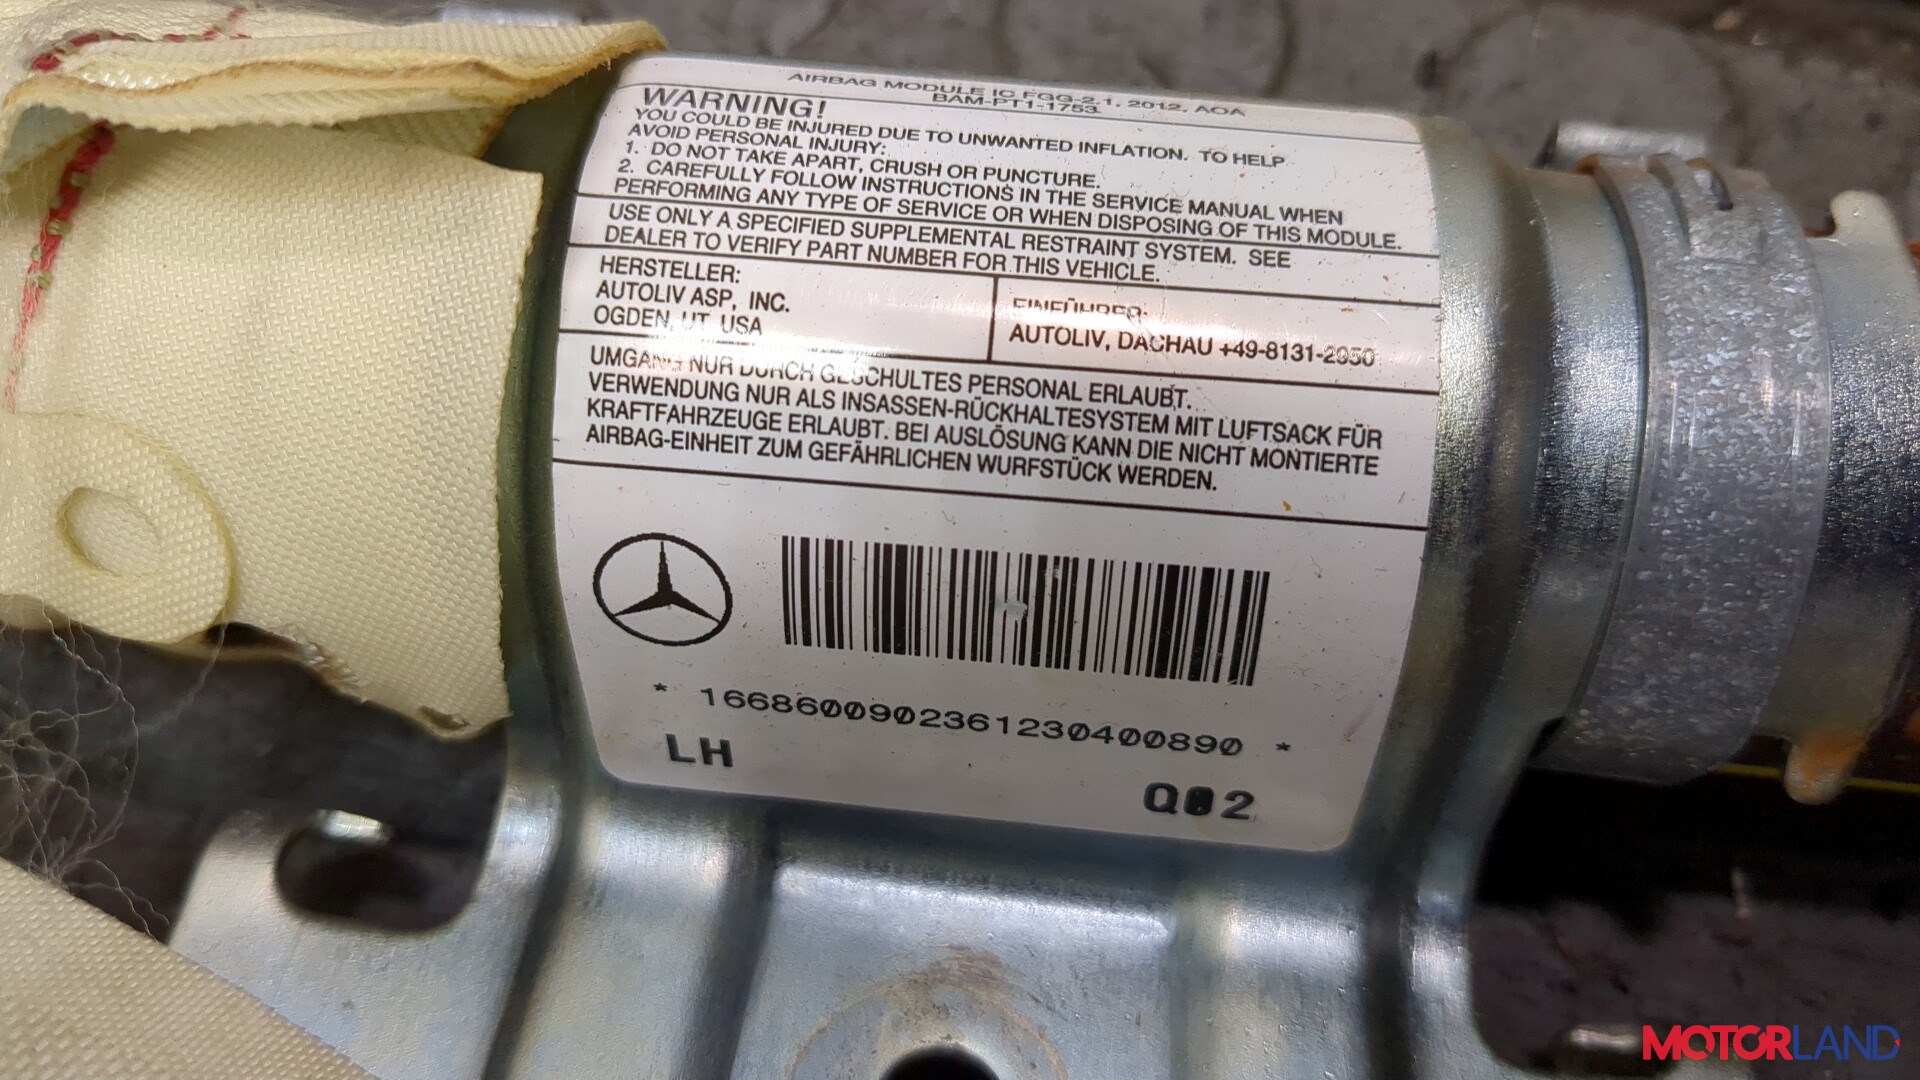 AIRBAG MODULE IC FGG-2.1, 2012, AOA
BAM-PT1-1753
WARNING!
YOU COULD BE INJURED DUE TO UNWANTED INFLATION. TO HELP
AVOID PERSONAL INJURY:
1. DO NOT TAKE APART, CRUSH OR PUNCTURE.
2. CAREFULLY FOLLOW INSTRUCTIONS IN THE SERVICE MANUAL WHEN
PERFORMING ANY TYPE OF SERVICE OR WHEN DISPOSING OF THIS MODULE.
USE ONLY A SPECIFIED SUPPLEMENTAL RESTRAINT SYSTEM. SEE
DEALER TO VERIFY PART NUMBER FOR THIS VEHICLE.
HERSTELLER:
AUTOLIV ASP, INC.
OGDEN, UT USA
EINFÜHRER:
AUTOLIV, DACHAU +49-8131-2950
UMGANG NUR DURCH GESCHULTES PERSONAL ERLAUBT.
VERWENDUNG NUR ALS INSASSEN-RÜCKHALTESYSTEM MIT LUFTSACK FÜR
KRAFTFAHRZEUGE ERLAUBT. BEI AUSLÖSUNG KANN DIE NICHT MONTIERTE
AIRBAG-EINHEIT ZUM GEFÄHRLICHEN WURFSTÜCK WERDEN.
* 1668600902361230400890 *
LH
Q02
MOTORLAND